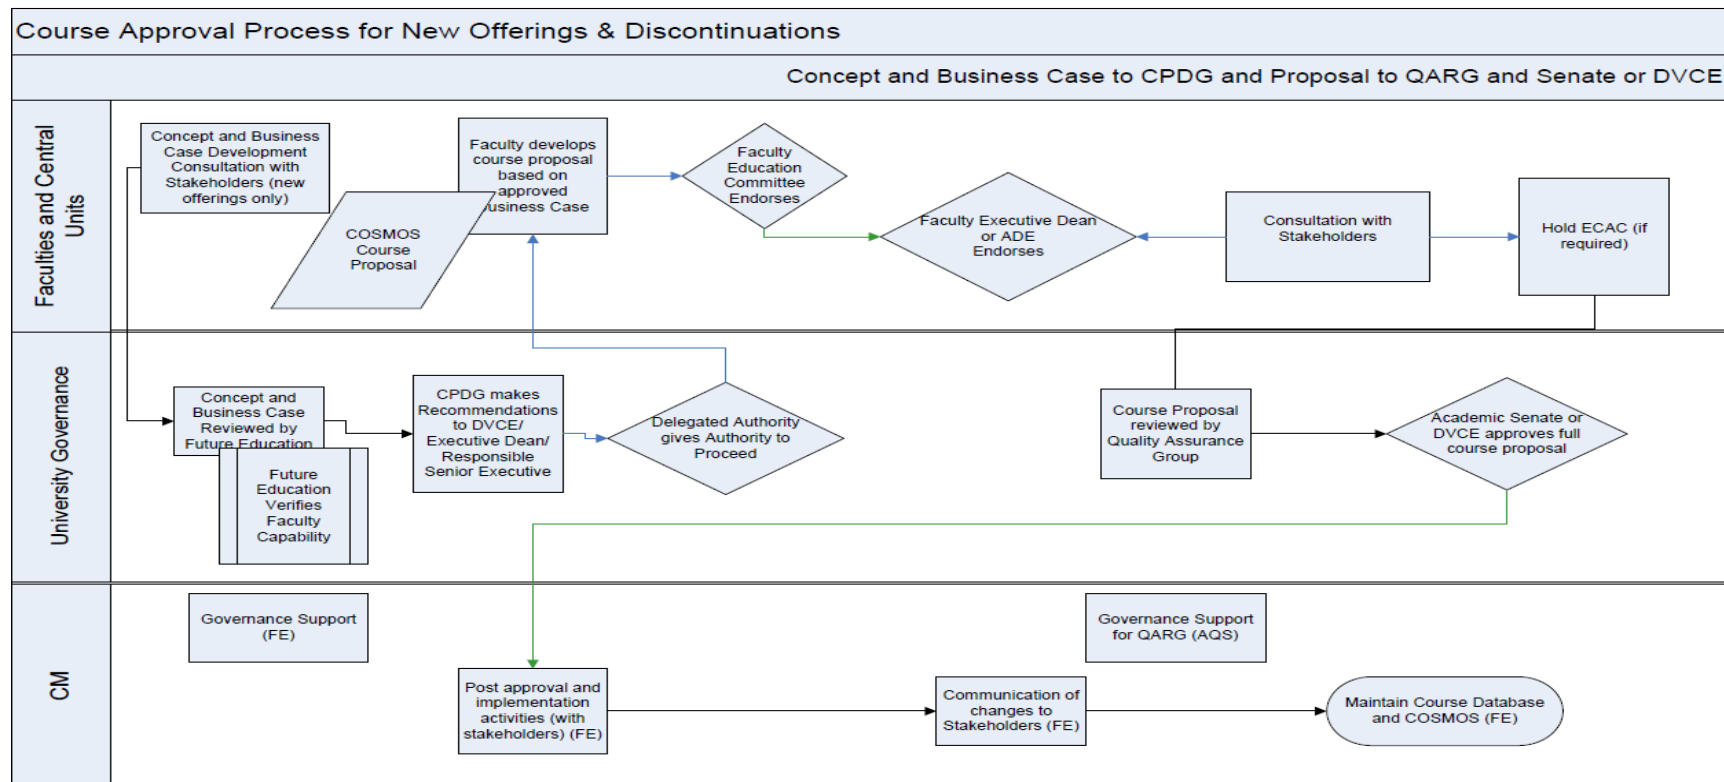 Course Approval Process for New Offerings & Discontinuations
Concept and Business Case to CPDG and Proposal to QARG and Senate or DVCE
Faculties and Central
Units
Concept and Business
Case Development
Consultation with
Stakeholders (new
offerings only)
COSMOS
Course
Proposal
Faculty develops
course proposal
based on
approved
Business Case
Faculty
Education
Committee
Endorses
Faculty Executive Dean
or ADE
Endorses
Consultation with
Stakeholders
Hold ECAC (if
required)
University Governance
Concept and
Business Case
Reviewed by
Future Education
Future
Education
Verifies
Faculty
Capability
CPDG makes
Recommendations
to DVCE/
Executive Dean/
Responsible
Senior Executive
Delegated Authority
gives Authority to
Proceed
Course Proposal
reviewed by
Quality Assurance
Group
Academic Senate or
DVCE approves full
course proposal
CM
Governance Support
(FE)
Post approval and
implementation
activities (with
stakeholders) (FE)
Governance Support
for QARG (AQS)
Communication of
changes to
Stakeholders (FE)
Maintain Course Database
and COSMOS (FE)